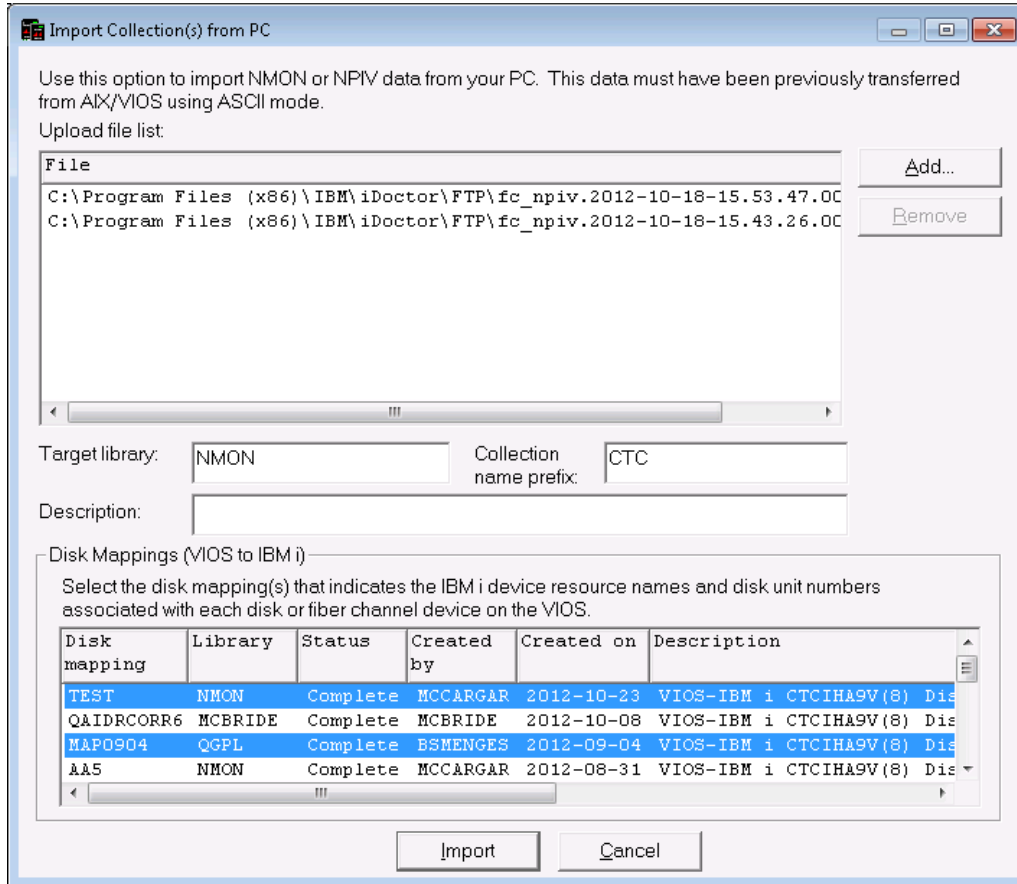 Import Collection(s) from PC
Use this option to import NMON or NPIV data from your PC. This data must have been previously transferred
from AIX/VIOS using ASCII mode.
Upload file list:
File
Add...
C:\Program Files (x86)\IBM\iDoctor\FTP\fc_npiv.2012-10-18-15.53.47.00
C:\Program Files (x86)\IBM\iDoctor\FTP\fc_npiv.2012-10-18-15.43.26.00
Remove
Target library: NMON Collection name prefix: CTC
Description:
Disk Mappings (VIOS to IBM i)
Select the disk mapping(s) that indicates the IBM i device resource names and disk unit numbers
associated with each disk or fiber channel device on the VIOS.
Disk mapping Library Status Created by Created on Description
TEST NMON Complete MCCARGAR 2012-10-23 VIOS-IBM i CTCIHA9V(8) Dis
QAIDRCORR6 MCBRIDE Complete MCBRIDE 2012-10-08 VIOS-IBM i CTCIHA9V(8) Dis
MAP0904 QGPL Complete BSMENGES 2012-09-04 VIOS-IBM i CTCIHA9V(8) Dis
AA5 NMON Complete MCCARGAR 2012-08-31 VIOS-IBM i CTCIHA9V(8) Dis
Import Cancel